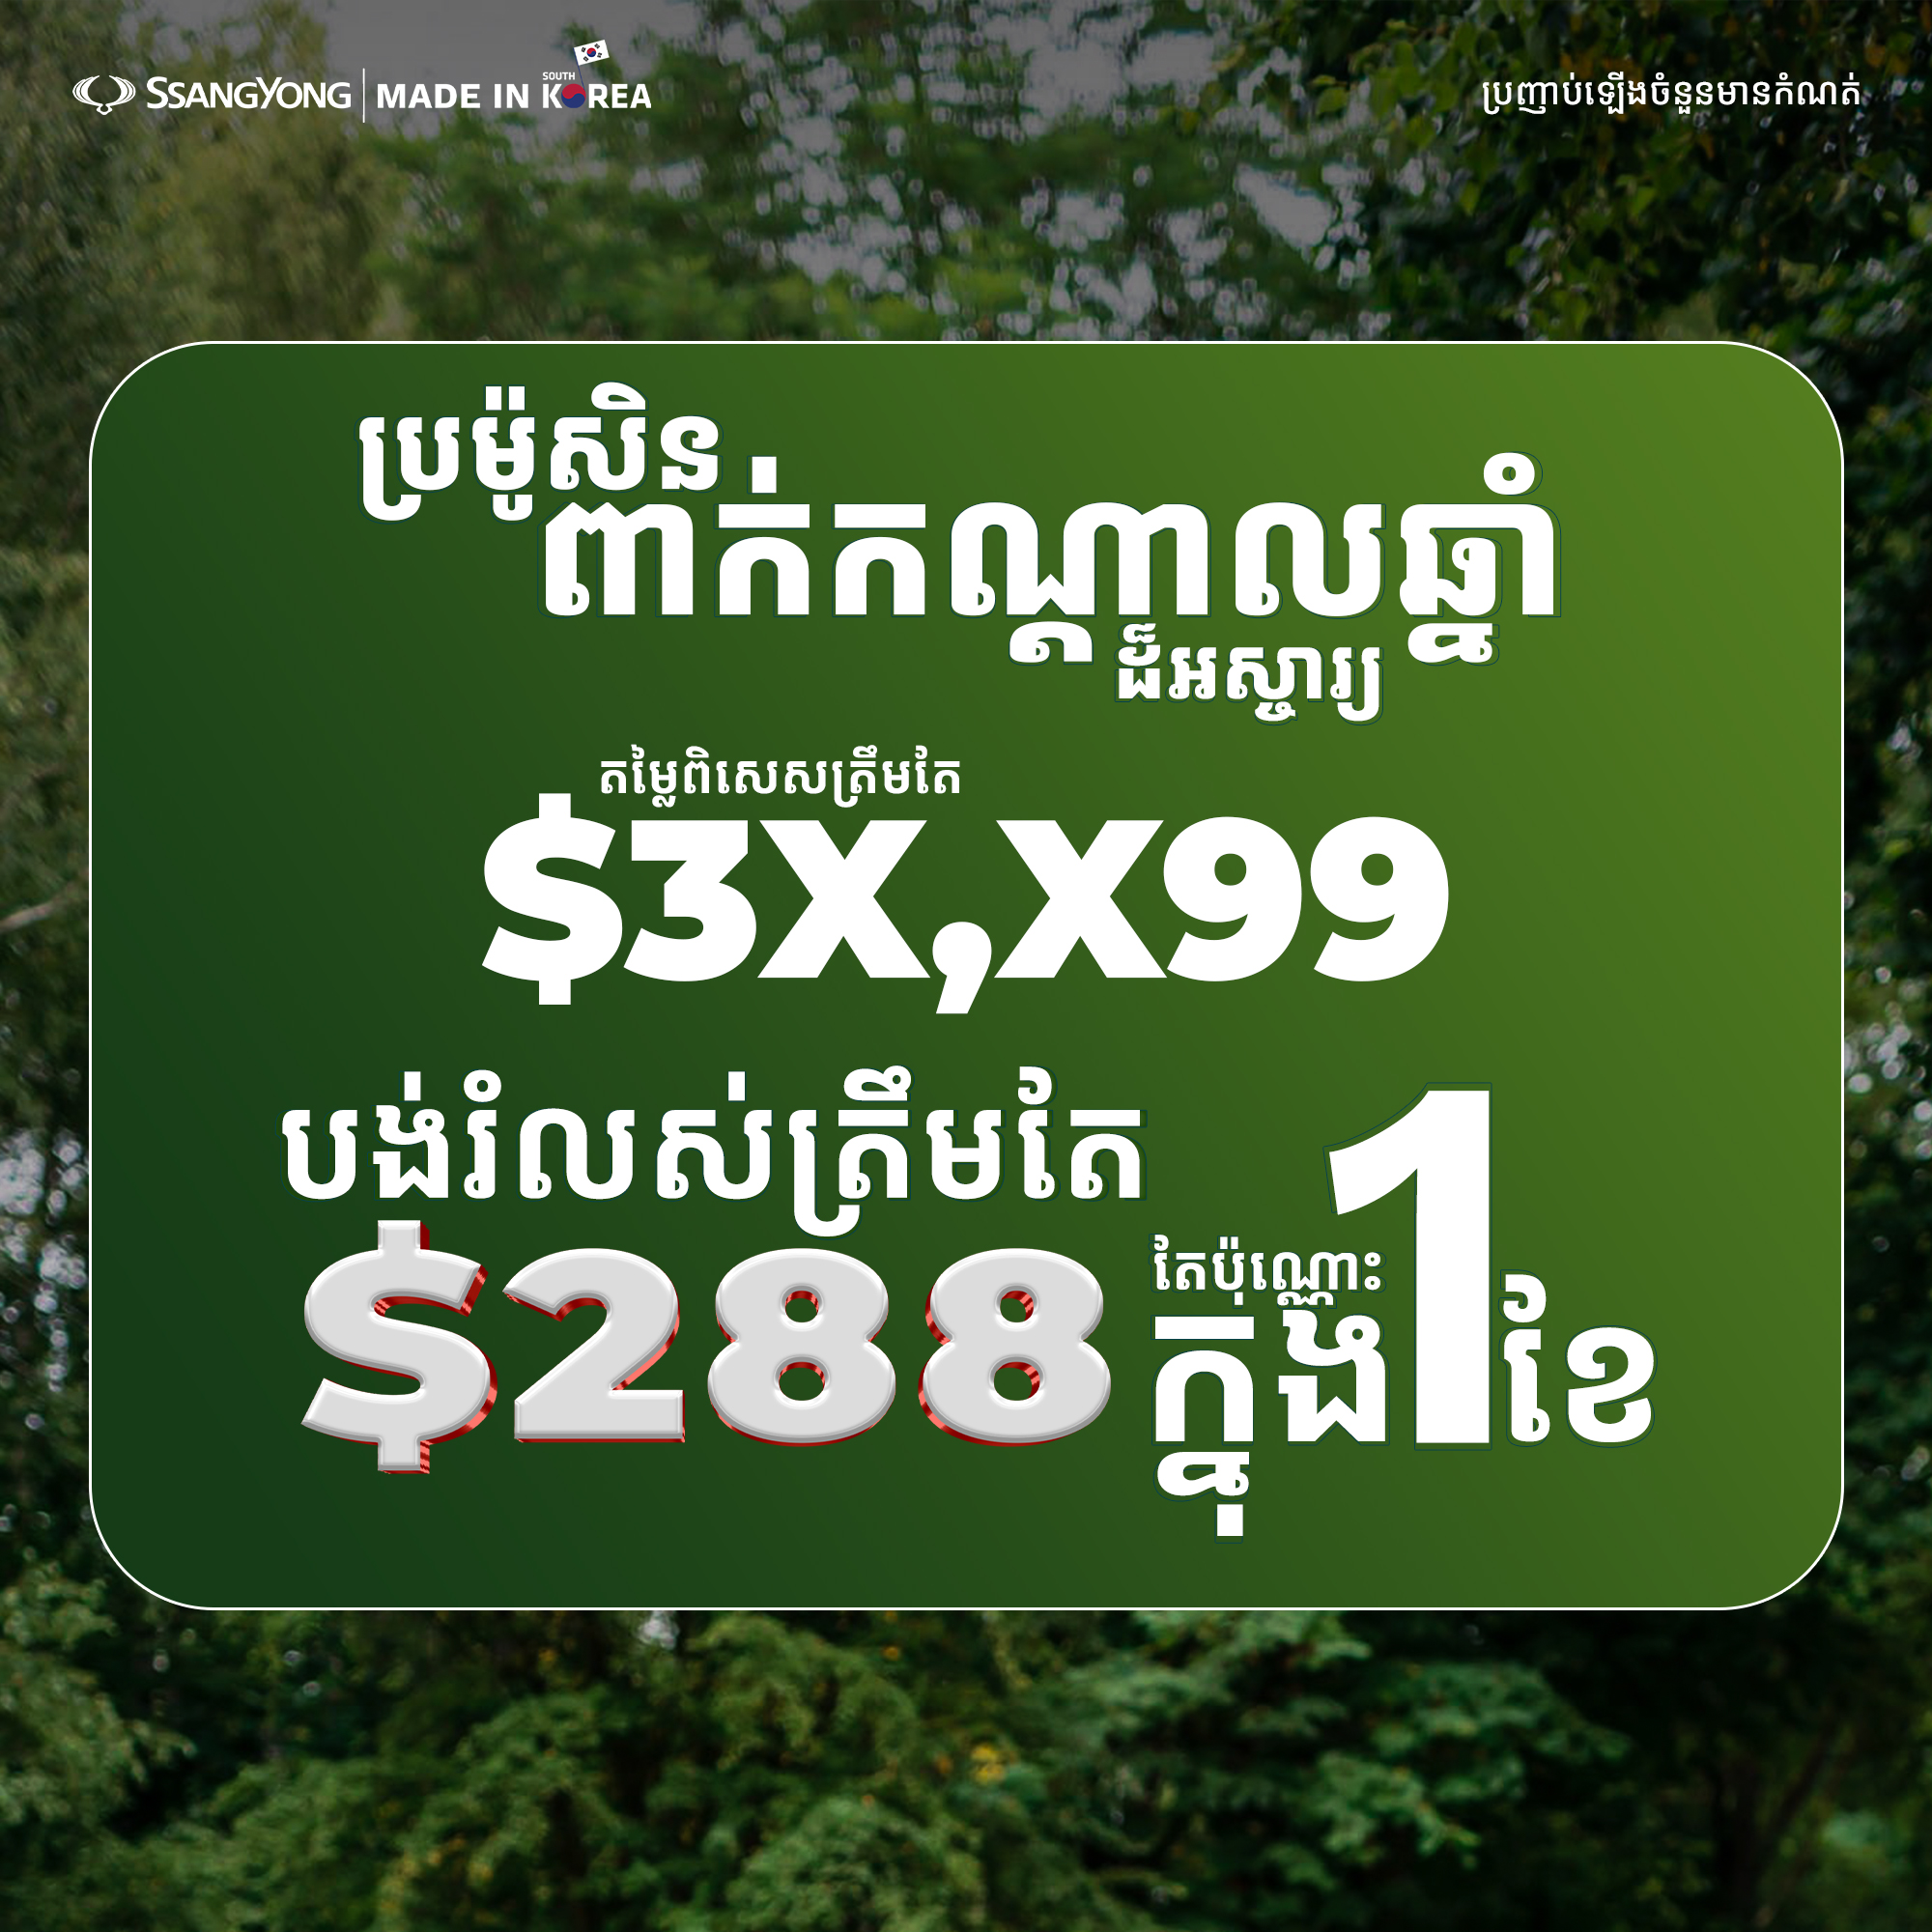 SSANGYONG | MADE IN SOUTH KOREA
ប្រញាប់ឡើងចំនួនមានកំណត់
ប្រម៉ូសិន
ពាក់កណ្ដាលឆ្នាំ
ដ៏អស្ចារ្យ
តម្លៃពិសេសត្រឹមតែ
$3X,X99
បង់រំលស់ត្រឹមតែ
$288
តែប៉ុណ្ណោះ
ក្នុង 1 ខែ